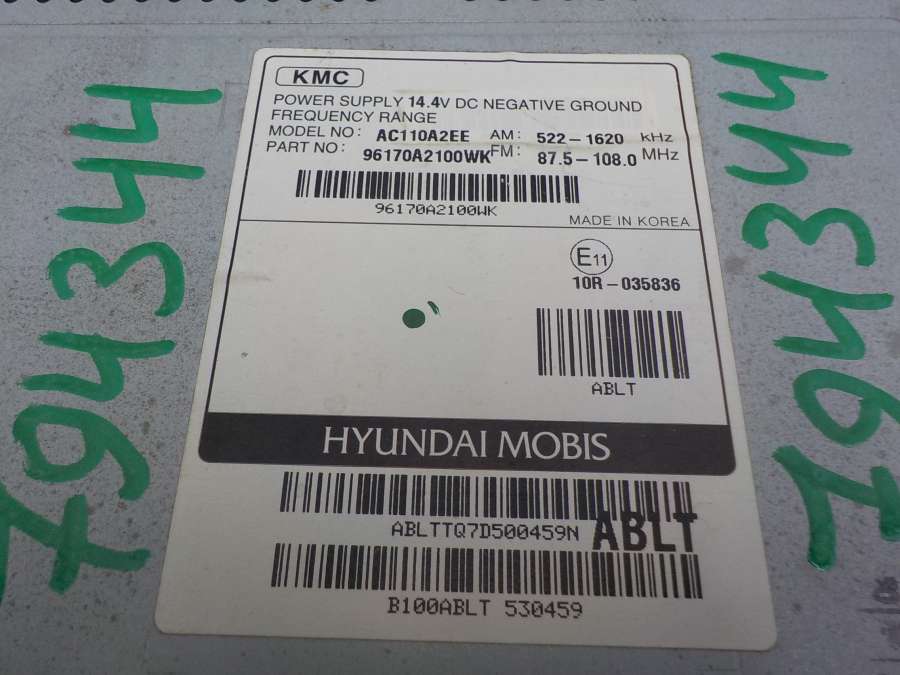 KMC
POWER SUPPLY 14.4V DC NEGATIVE GROUND
FREQUENCY RANGE
MODEL NO: AC110A2EE AM: 522-1620 kHz
PART NO: 96170A2100WK FM: 87.5-108.0 MHz
96170A2100WK
MADE IN KOREA
E11
10R-035836
ABLT
HYUNDAI MOBIS
ABLTTQ7D500459N ABLT
B100ABLT 530459
794344
794344